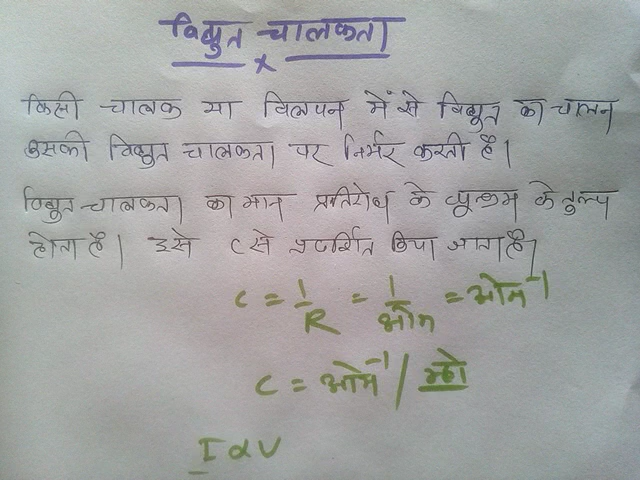 विद्युत चालकता
x
किसी चालक या विलयन में से विद्युत का चालन
उसकी विद्युत चालकता पर निर्भर करती है।
विद्युत चालकता का मान प्रतिरोध के व्युत्क्रम के तुल्य
होता है। इसे C से प्रदर्शित किया जाता है।
C = 1/R = 1/ओम = ओम⁻¹
C = ओम⁻¹ / म्हो
I α V